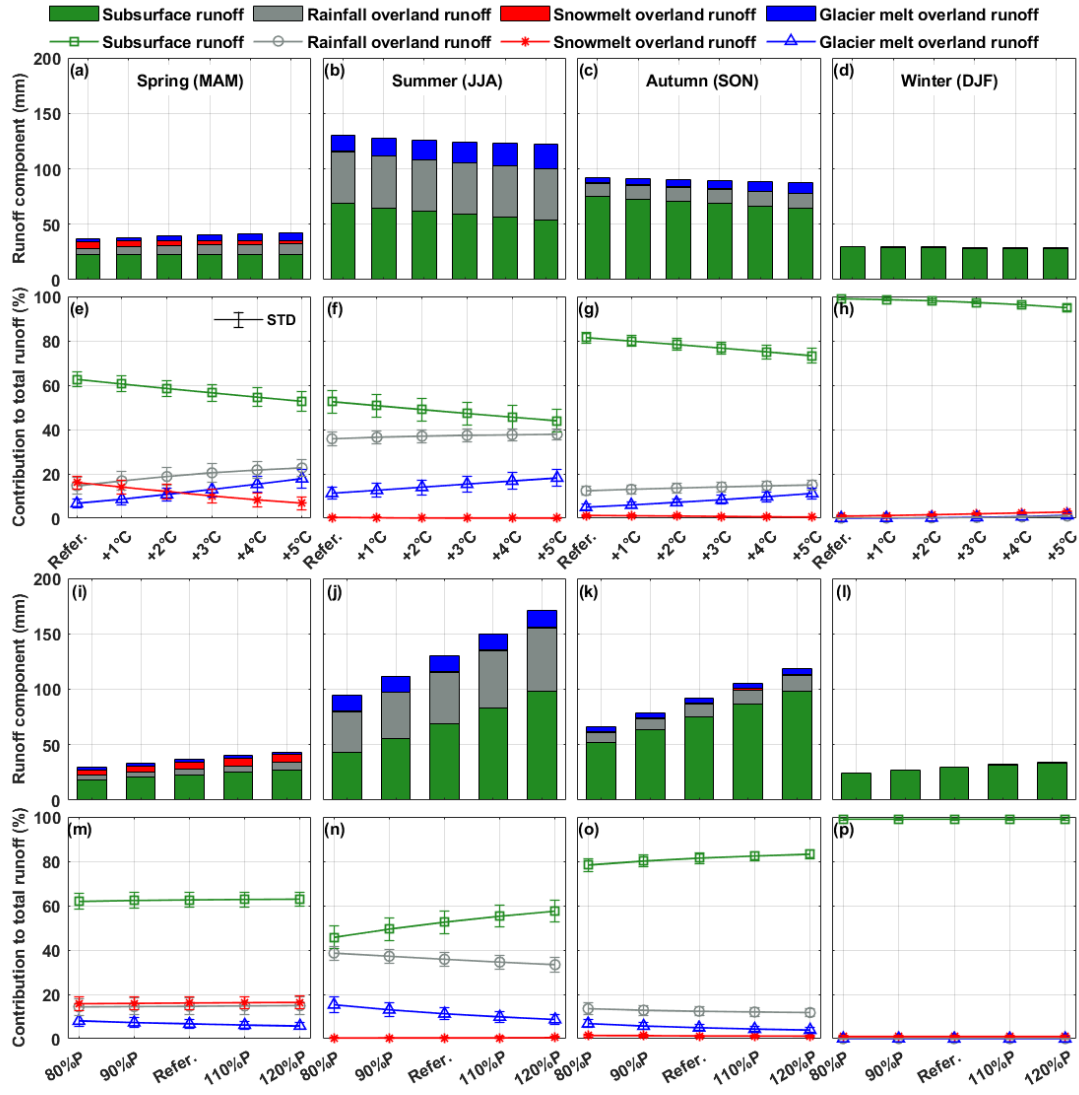 Subsurface runoff Rainfall overland runoff Snowmelt overland runoff Glacier melt overland runoff
Subsurface runoff Rainfall overland runoff Snowmelt overland runoff Glacier melt overland runoff
Runoff component (mm)
200
150
100
50
0
(a) Spring (MAM)
(b) Summer (JJA)
(c) Autumn (SON)
(d) Winter (DJF)
Contribution to total runoff (%)
100
80
60
40
20
0
(e) STD
(f)
(g)
(h)
Refer. +1°C +2°C +3°C +4°C +5°C
Refer. +1°C +2°C +3°C +4°C +5°C
Refer. +1°C +2°C +3°C +4°C +5°C
Refer. +1°C +2°C +3°C +4°C +5°C
Runoff component (mm)
200
150
100
50
0
(i)
(j)
(k)
(l)
Contribution to total runoff (%)
100
80
60
40
20
0
(m)
(n)
(o)
(p)
80%P 90%P Refer. 110%P 120%P
80%P 90%P Refer. 110%P 120%P
80%P 90%P Refer. 110%P 120%P
80%P 90%P Refer. 110%P 120%P